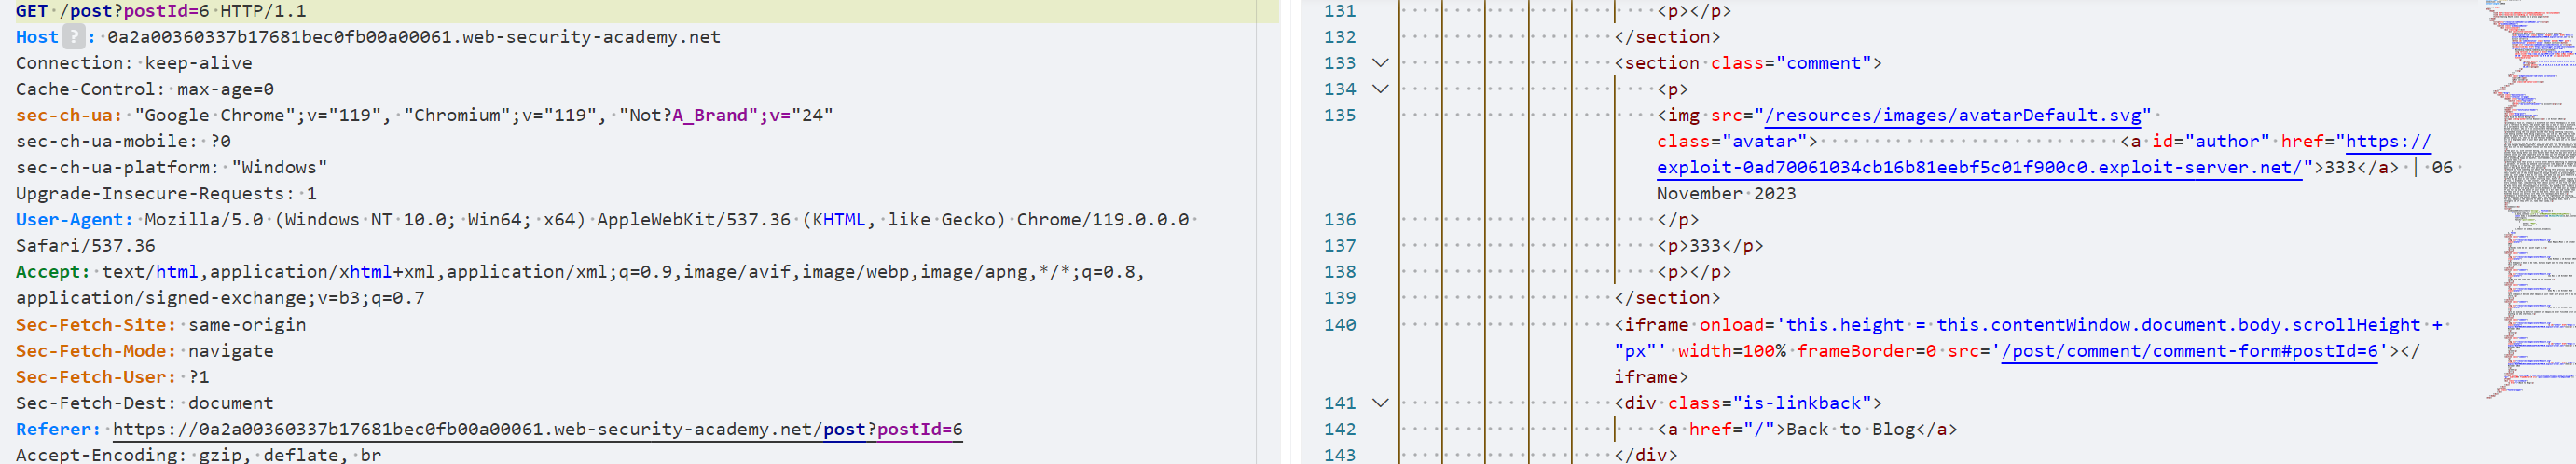 GET /post?postId=6 HTTP/1.1
Host ? : 0a2a00360337b17681bec0fb00a00061.web-security-academy.net
Connection: keep-alive
Cache-Control: max-age=0
sec-ch-ua: "Google Chrome";v="119", "Chromium";v="119", "Not?A_Brand";v="24"
sec-ch-ua-mobile: ?0
sec-ch-ua-platform: "Windows"
Upgrade-Insecure-Requests: 1
User-Agent: Mozilla/5.0 (Windows NT 10.0; Win64; x64) AppleWebKit/537.36 (KHTML, like Gecko) Chrome/119.0.0.0
Safari/537.36
Accept: text/html,application/xhtml+xml,application/xml;q=0.9,image/avif,image/webp,image/apng,*/*;q=0.8,
application/signed-exchange;v=b3;q=0.7
Sec-Fetch-Site: same-origin
Sec-Fetch-Mode: navigate
Sec-Fetch-User: ?1
Sec-Fetch-Dest: document
Referer: https://0a2a00360337b17681bec0fb00a00061.web-security-academy.net/post?postId=6
Accept-Encoding: gzip, deflate, br
131 <p></p>
132 </section>
133 <section class="comment">
134 <p>
135 <img src="/resources/images/avatarDefault.svg"
class="avatar"> <a id="author" href="https://
exploit-0ad70061034cb16b81eebf5c01f900c0.exploit-server.net/">333</a> | 06
November 2023
136 </p>
137 <p>333</p>
138 <p></p>
139 </section>
140 <iframe onload='this.height = this.contentWindow.document.body.scrollHeight +
"px"' width=100% frameBorder=0 src='/post/comment/comment-form#postId=6'></
iframe>
141 <div class="is-linkback">
142 <a href="/">Back to Blog</a>
143 </div>